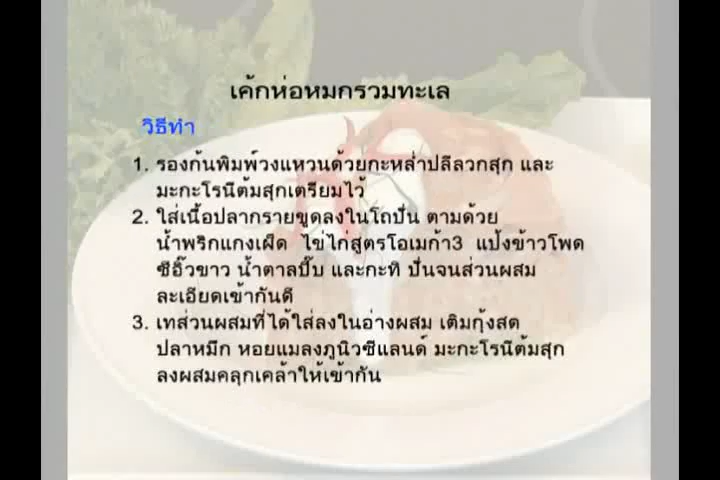 เค้กห่อหมกรวมทะเล
วิธีทำ
1. รองก้นพิมพ์วงแหวนด้วยกะหล่ำปลีลวกสุก และ
มะกะโรนีต้มสุกเตรียมไว้
2. ใส่เนื้อปลากรายขูดลงในโถปั่น ตามด้วย
น้ำพริกแกงเผ็ด ไข่ไก่สูตรโอเมก้า3 แป้งข้าวโพด
ซีอิ๊วขาว น้ำตาลปี๊บ และกะทิ ปั่นจนส่วนผสม
ละเอียดเข้ากันดี
3. เทส่วนผสมที่ได้ใส่ลงในอ่างผสม เติมกุ้งสด
ปลาหมึก หอยแมลงภู่นิวซีแลนด์ มะกะโรนีต้มสุก
ลงผสมคลุกเคล้าให้เข้ากัน